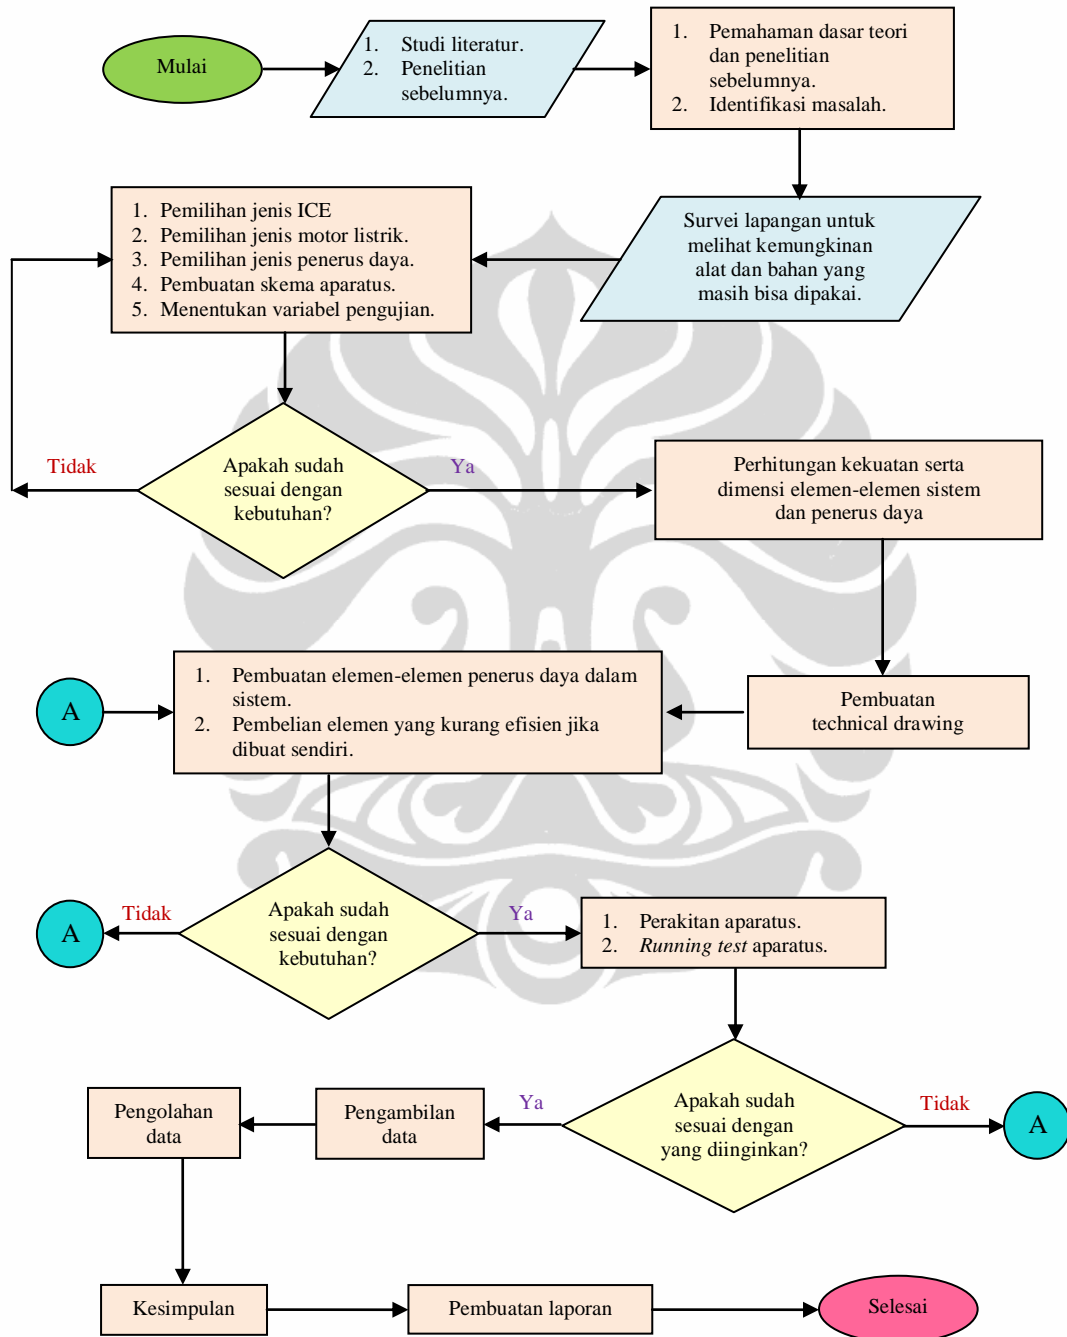 Mulai
1. Studi literatur.
2. Penelitian
sebelumnya.
1. Pemahaman dasar teori
dan penelitian
sebelumnya.
2. Identifikasi masalah.
Survei lapangan untuk
melihat kemungkinan
alat dan bahan yang
masih bisa dipakai.
1. Pemilihan jenis ICE
2. Pemilihan jenis motor listrik.
3. Pemilihan jenis penerus daya.
4. Pembuatan skema aparatus.
5. Menentukan variabel pengujian.
Apakah sudah
sesuai dengan
kebutuhan?
Tidak
Ya
Perhitungan kekuatan serta
dimensi elemen-elemen sistem
dan penerus daya
Pembuatan
technical drawing
A
1. Pembuatan elemen-elemen penerus daya dalam
sistem.
2. Pembelian elemen yang kurang efisien jika
dibuat sendiri.
Apakah sudah
sesuai dengan
kebutuhan?
Tidak
A
Ya
1. Perakitan aparatus.
2. Running test aparatus.
Apakah sudah
sesuai dengan
yang diinginkan?
Tidak
A
Ya
Pengambilan
data
Pengolahan
data
Kesimpulan
Pembuatan laporan
Selesai